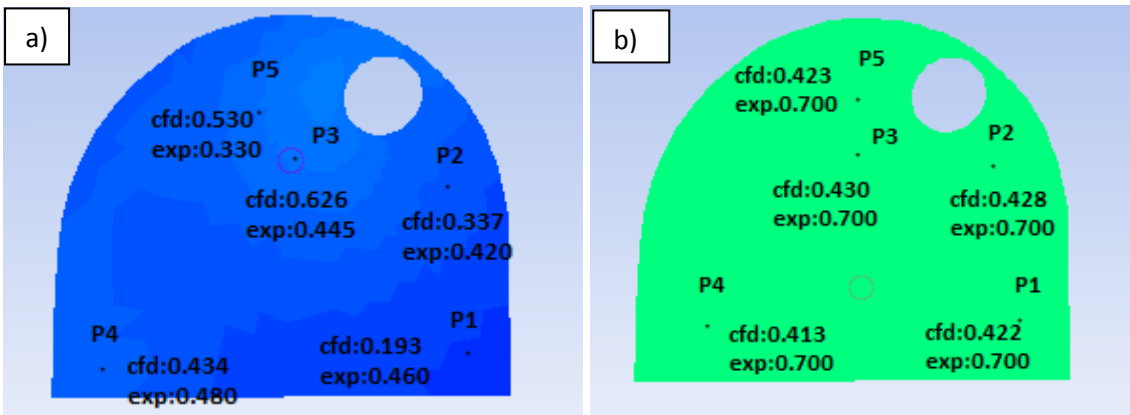 a)
P5
cfd:0.530
exp:0.330
P3
cfd:0.626
exp:0.445
P2
cfd:0.337
exp:0.420
P4
cfd:0.434
exp:0.480
P1
cfd:0.193
exp:0.460
b)
P5
cfd:0.423
exp.0.700
P3
cfd:0.430
exp:0.700
P2
cfd:0.428
exp:0.700
P4
cfd:0.413
exp:0.700
P1
cfd:0.422
exp:0.700